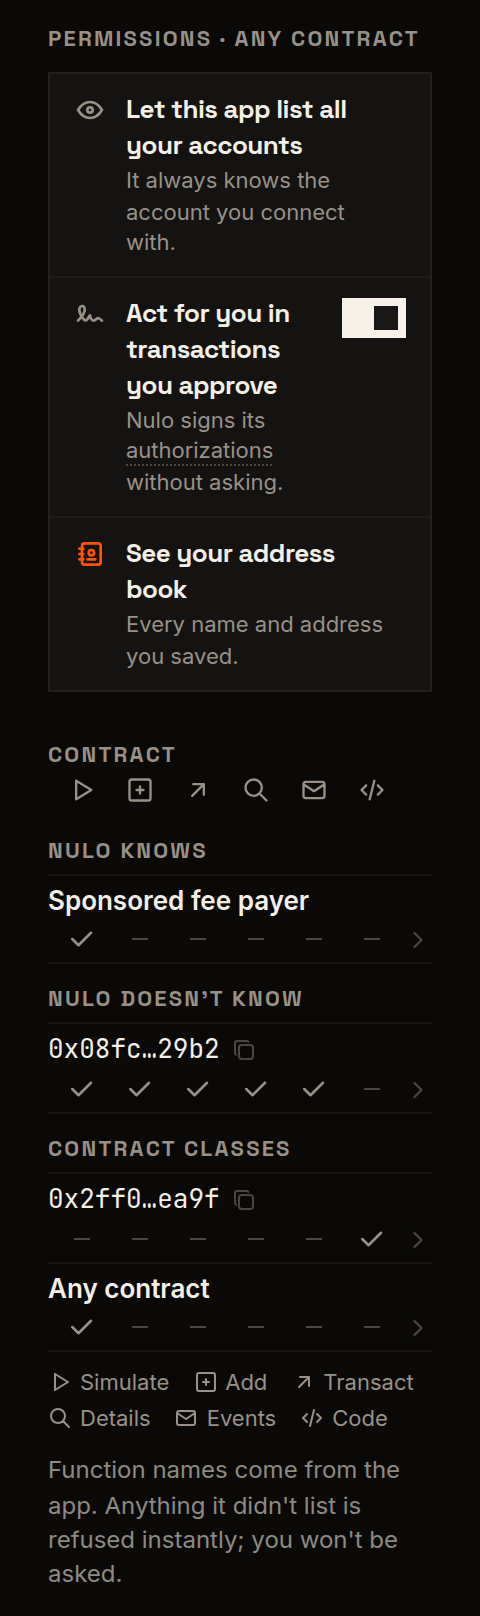 PERMISSIONS · ANY CONTRACT
Let this app list all
your accounts
It always knows the
account you connect
with.
Act for you in
transactions
you approve
Nulo signs its
authorizations
without asking.
See your address
book
Every name and address
you saved.
CONTRACT
NULO KNOWS
Sponsored fee payer
NULO DOESN’T KNOW
0x08fc…29b2
CONTRACT CLASSES
0x2ff0…ea9f
Any contract
Simulate Add Transact
Details Events Code
Function names come from the
app. Anything it didn't list is
refused instantly; you won't be
asked.